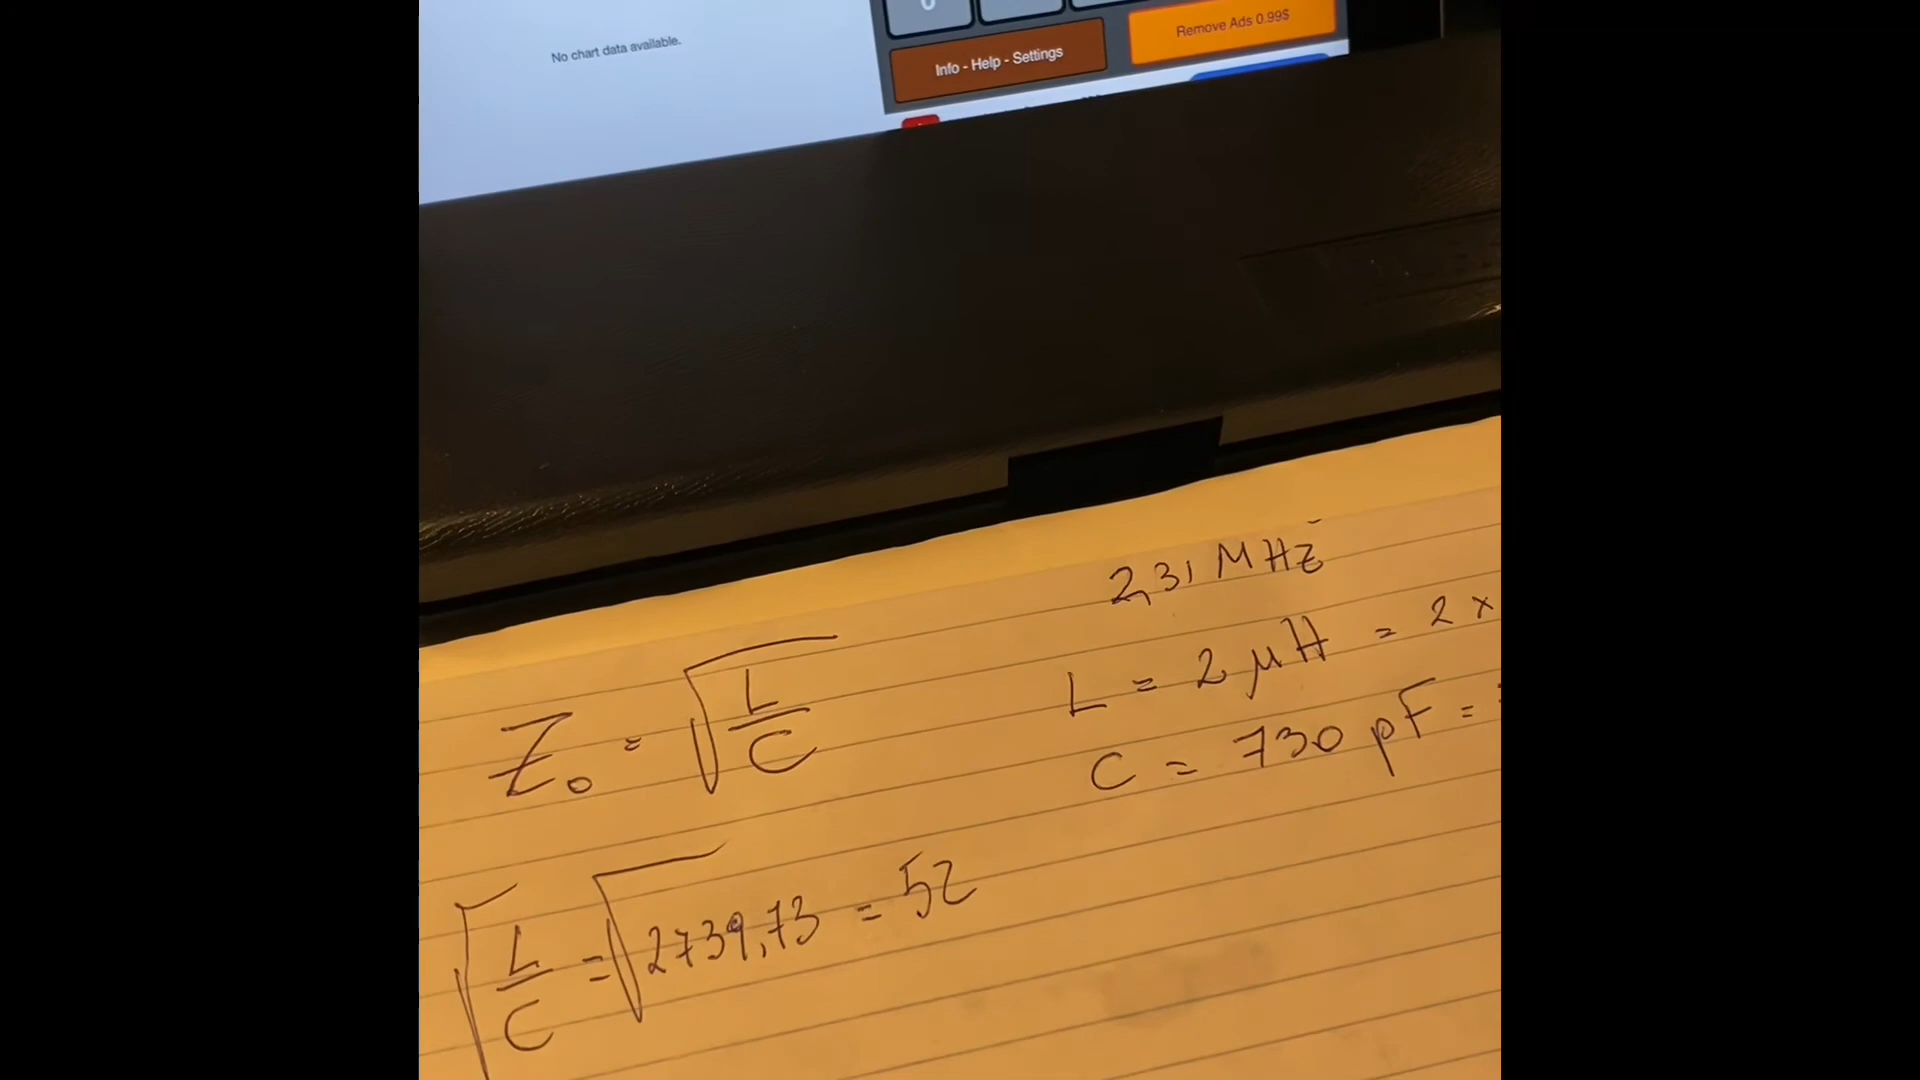 No chart data available.
Info - Help - Settings
Remove Ads 0.99$
2,31 MHz
Z₀ = √(L/C)
L = 2 μH = 2 x
C = 730 pF =
√(L/C) = √2739,73 = 52